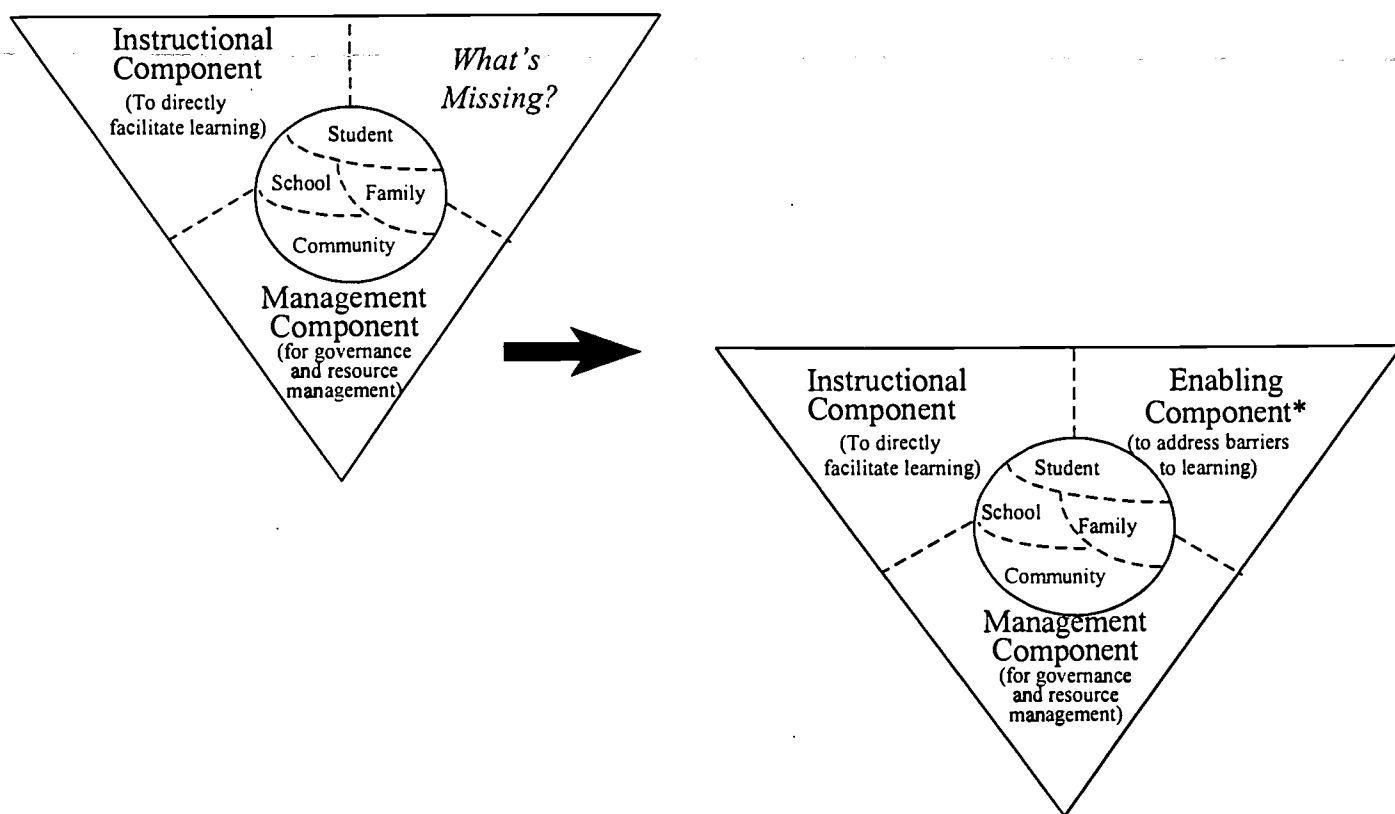 Instructional
Component
(To directly
facilitate learning)
What's
Missing?
Student
School
Family
Community
Management
Component
(for governance
and resource
management)
Instructional
Component
(To directly
facilitate learning)
Enabling
Component*
(to address barriers
to learning)
Student
School
Family
Community
Management
Component
(for governance
and resource
management)